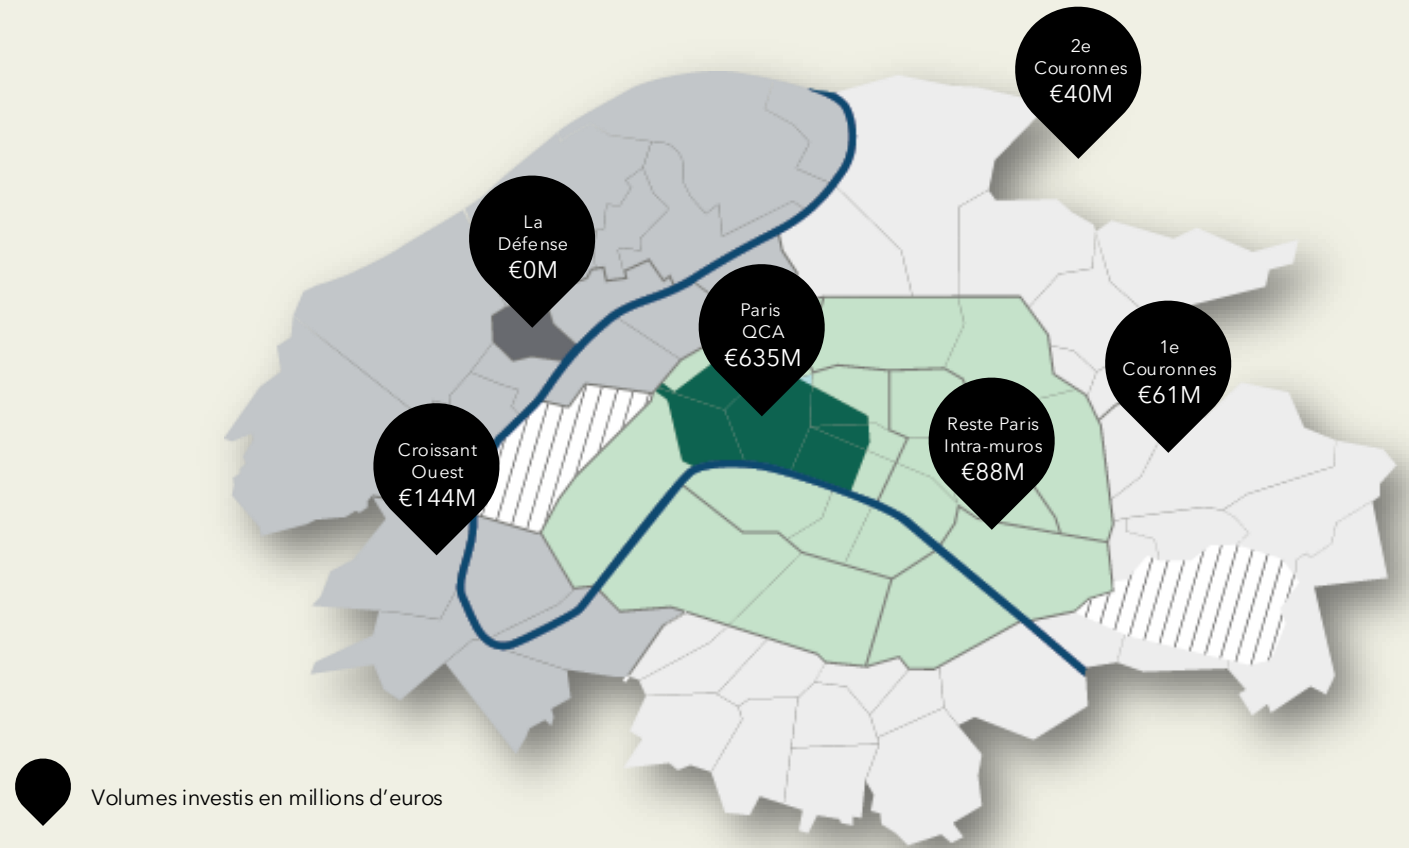 2e
Couronnes
€40M
La
Défense
€0M
Paris
QCA
€635M
1e
Couronnes
€61M
Croissant
Ouest
€144M
Reste Paris
Intra-muros
€88M
Volumes investis en millions d’euros